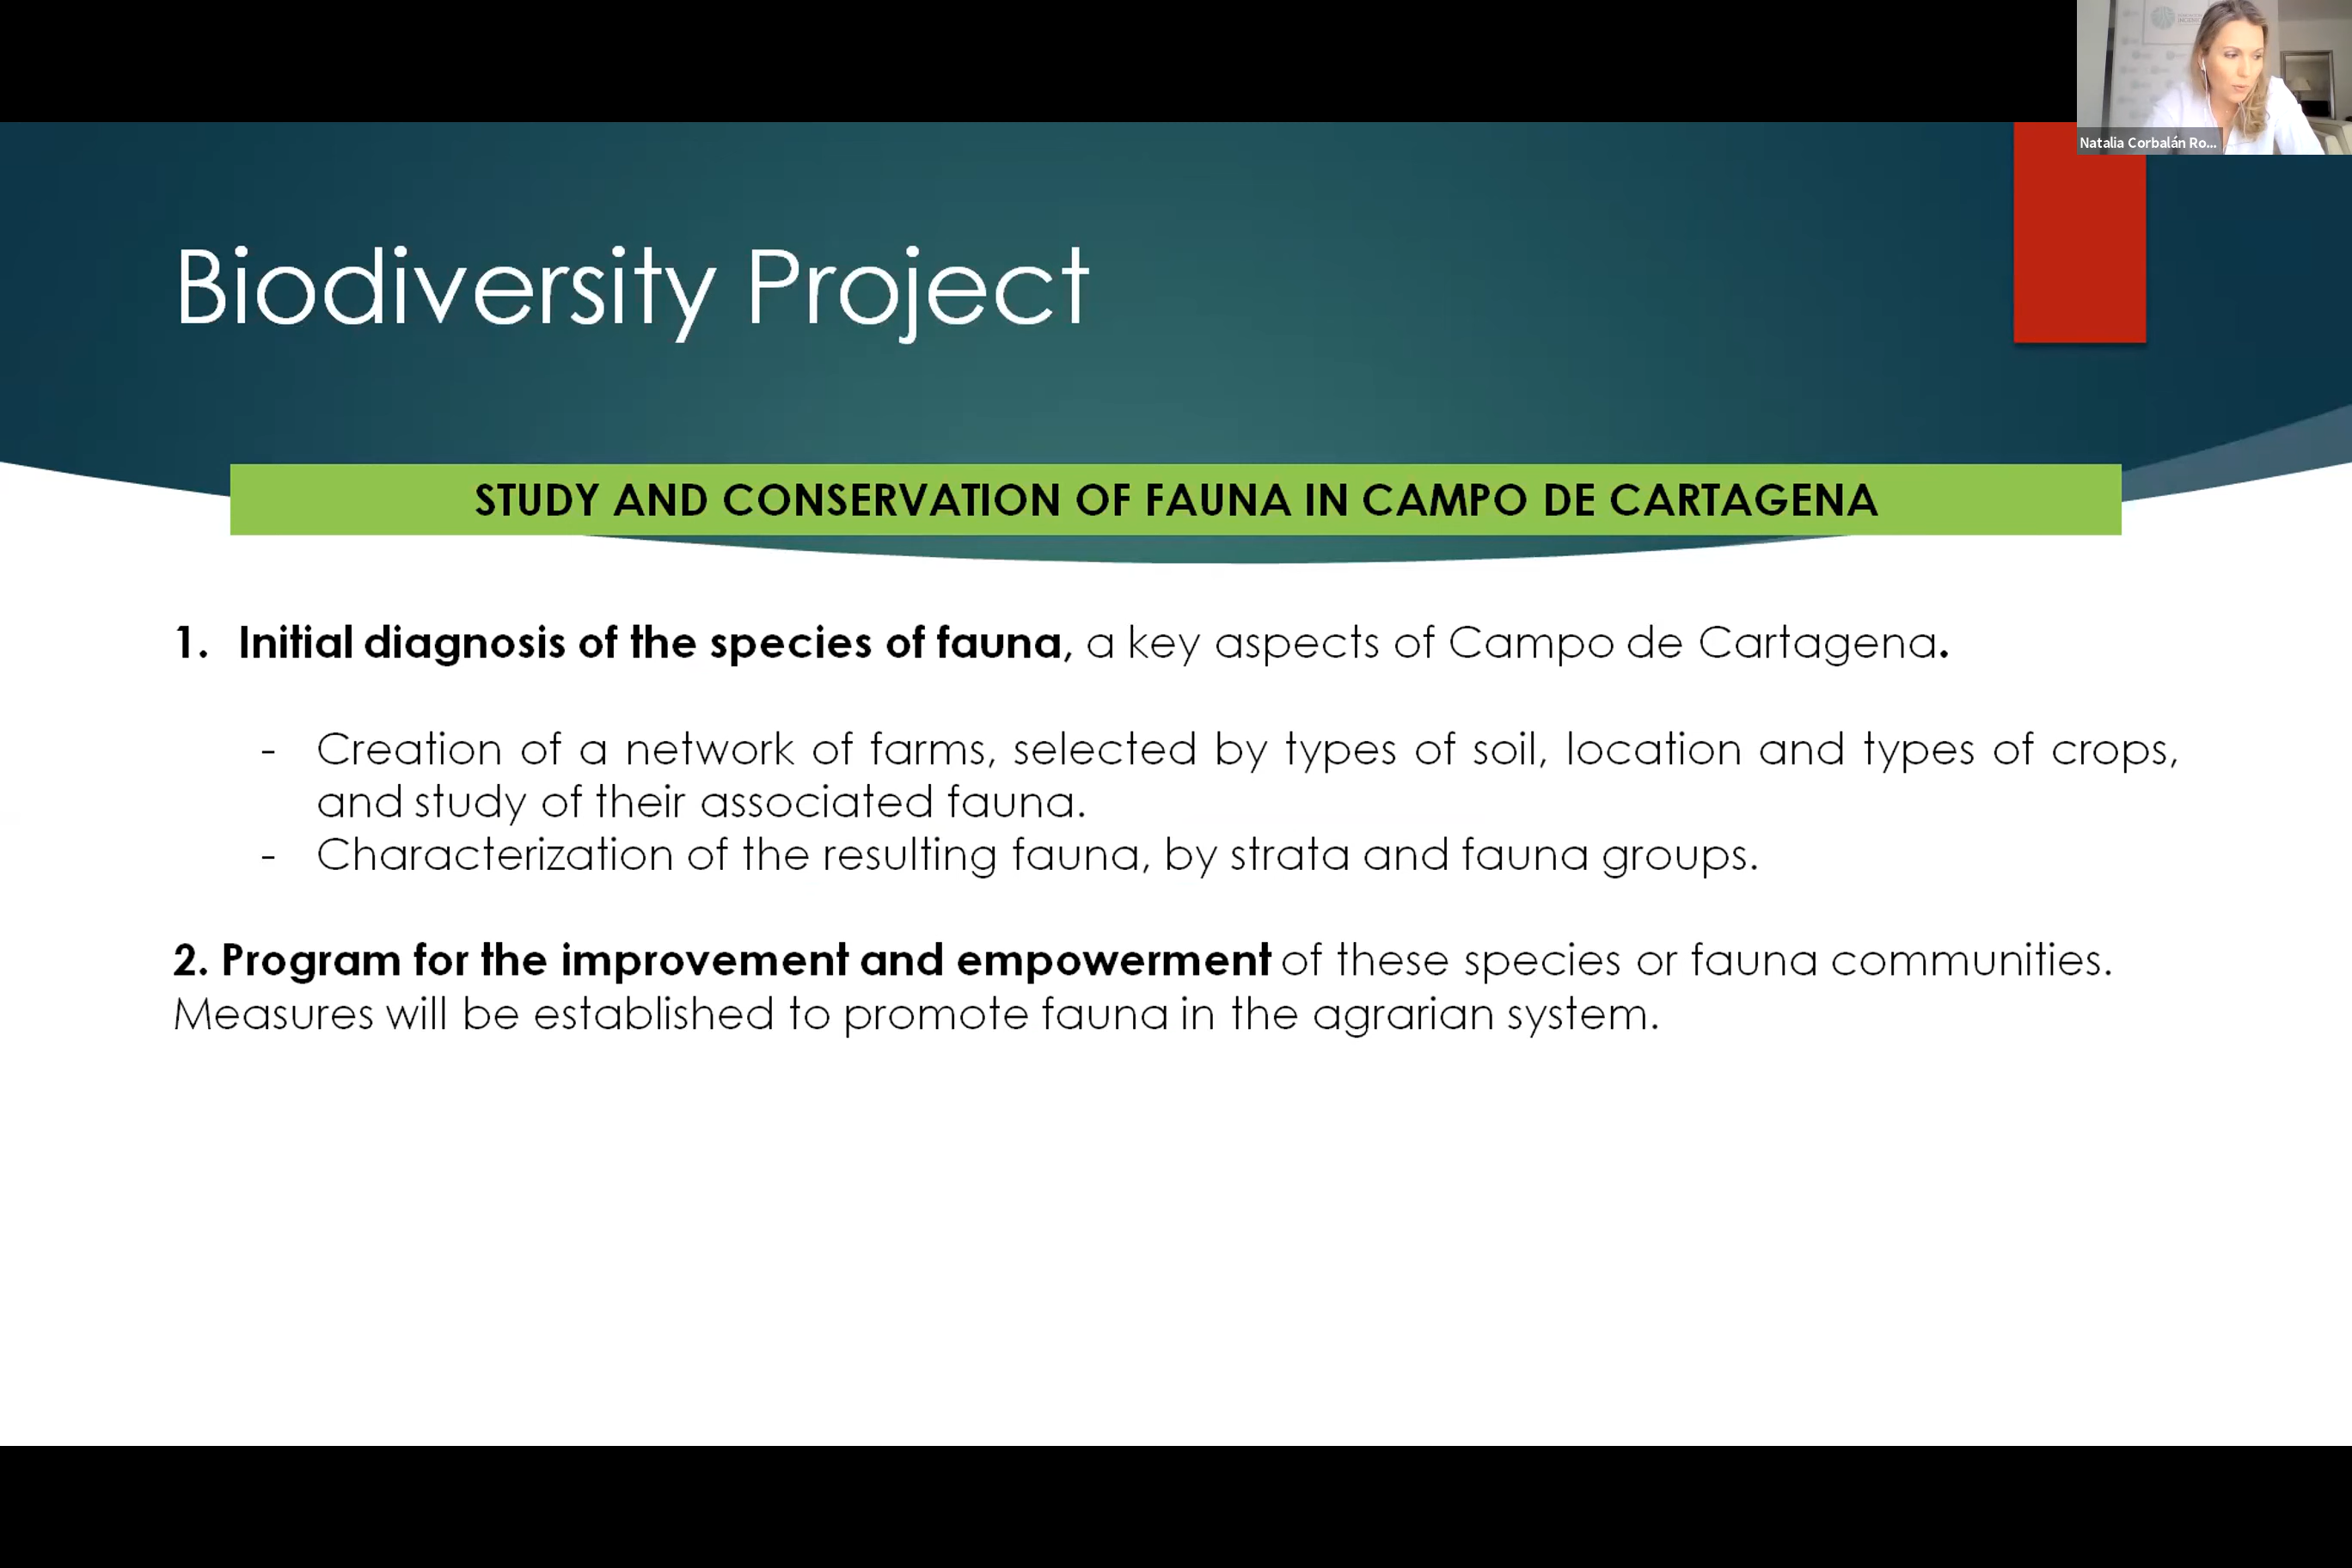 Natalia Corbalán Ro...
Biodiversity Project
STUDY AND CONSERVATION OF FAUNA IN CAMPO DE CARTAGENA
1. Initial diagnosis of the species of fauna, a key aspects of Campo de Cartagena.
- Creation of a network of farms, selected by types of soil, location and types of crops,
and study of their associated fauna.
- Characterization of the resulting fauna, by strata and fauna groups.
2. Program for the improvement and empowerment of these species or fauna communities.
Measures will be established to promote fauna in the agrarian system.